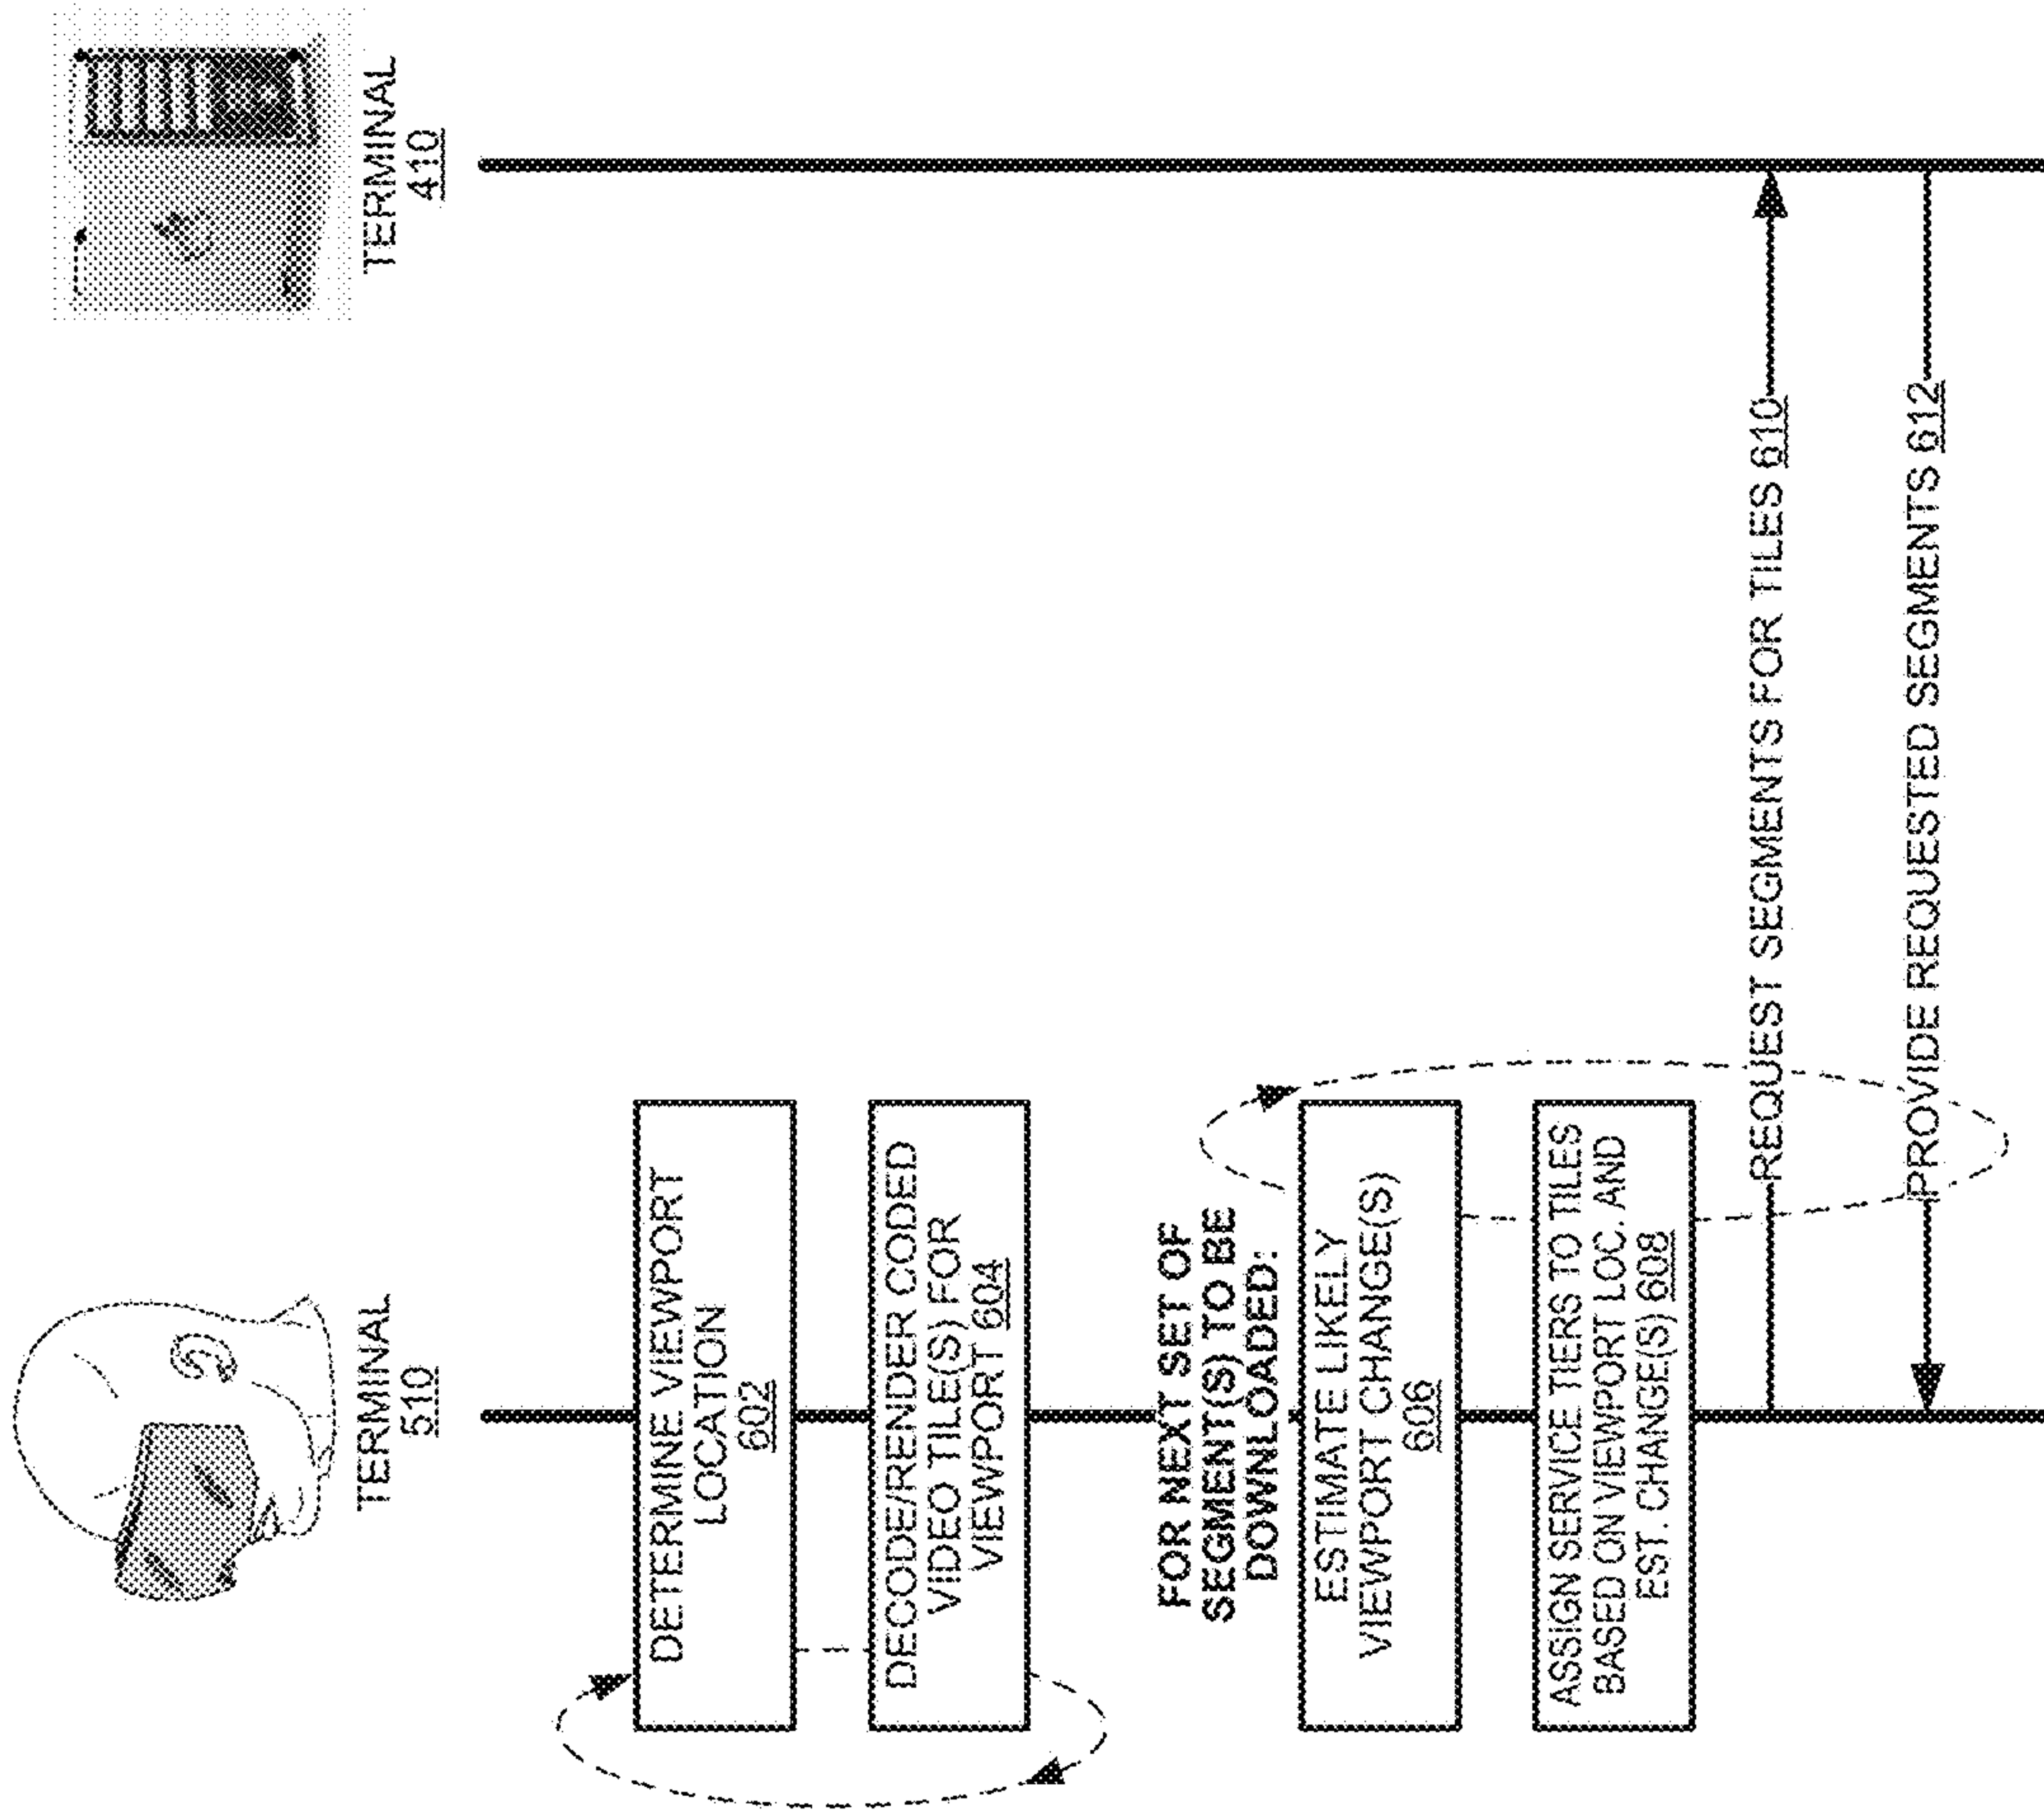 TERMINAL
510
TERMINAL
410
DETERMINE VIEWPORT
LOCATION
602
DECODE/RENDER CODED
VIDEO TILE(S) FOR
VIEWPORT 604
FOR NEXT SET OF
SEGMENT(S) TO BE
DOWNLOADED:
ESTIMATE LIKELY
VIEWPORT CHANGE(S)
606
ASSIGN SERVICE TIERS TO TILES
BASED ON VIEWPORT LOC. AND
EST. CHANGE(S) 608
REQUEST SEGMENTS FOR TILES 610
PROVIDE REQUESTED SEGMENTS 612